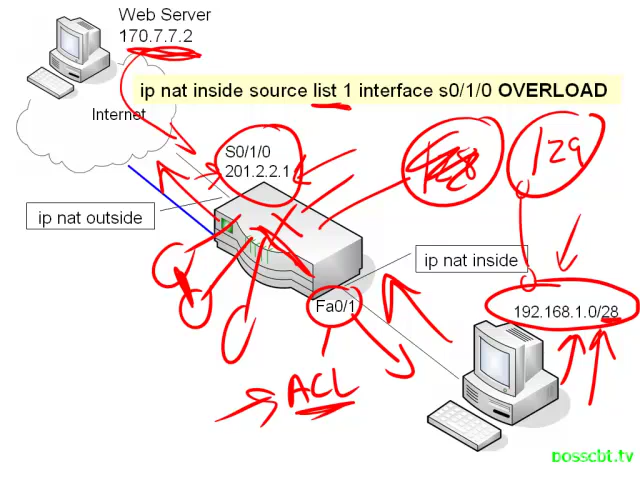 Web Server
170.7.7.2
ip nat inside source list 1 interface s0/1/0 OVERLOAD
Internet
S0/1/0
201.2.2.1
129
ip nat outside
ip nat inside
Fa0/1
192.168.1.0/28
ACL
bosscbt.tv